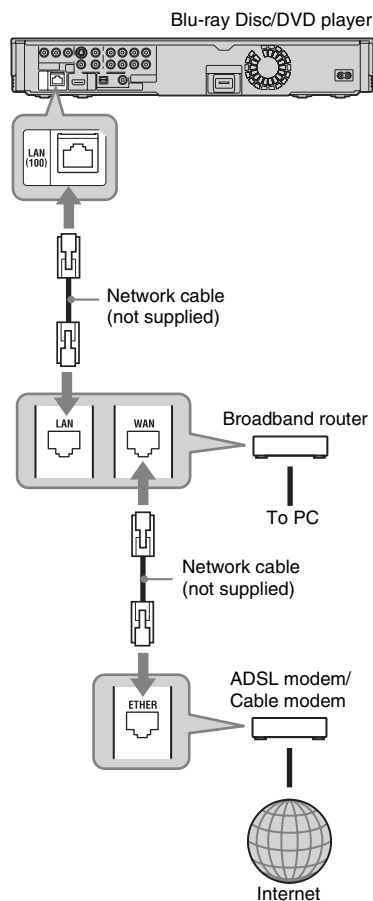 Blu-ray Disc/DVD player
LAN
(100)
Network cable
(not supplied)
LAN
WAN
Broadband router
To PC
Network cable
(not supplied)
ADSL modem/
Cable modem
ETHER
Internet